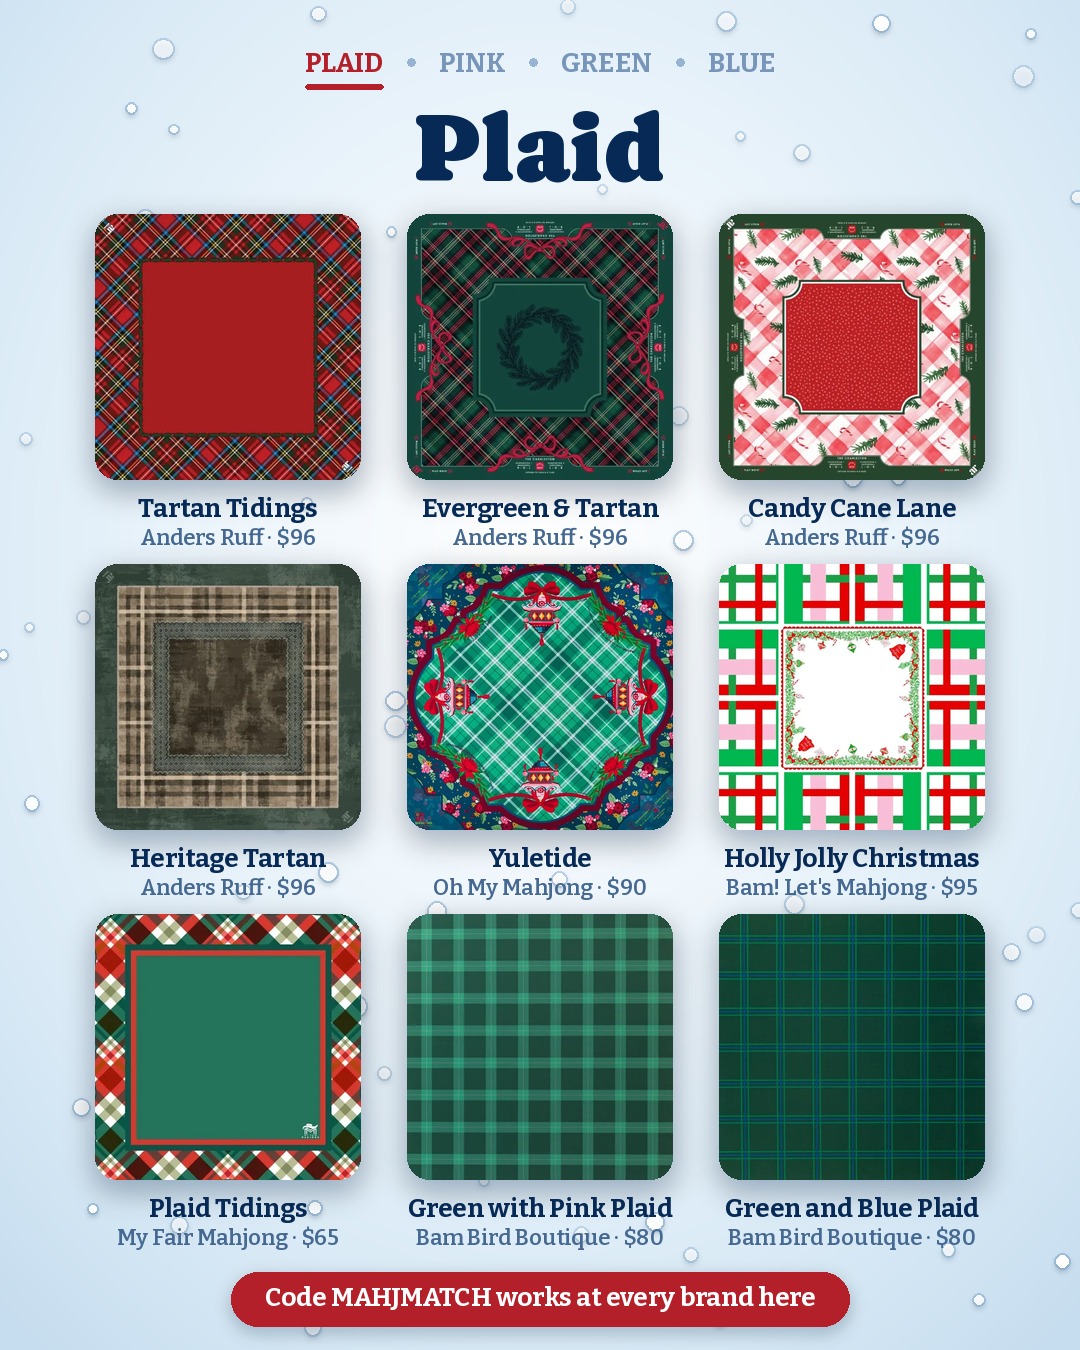 PLAID • PINK • GREEN • BLUE
Plaid
Tartan Tidings
Anders Ruff · $96
Evergreen & Tartan
Anders Ruff · $96
Candy Cane Lane
Anders Ruff · $96
Heritage Tartan
Anders Ruff · $96
Yuletide
Oh My Mahjong · $90
Holly Jolly Christmas
Bam! Let's Mahjong · $95
Plaid Tidings
My Fair Mahjong · $65
Green with Pink Plaid
Bam Bird Boutique · $80
Green and Blue Plaid
Bam Bird Boutique · $80
Code MAHJMATCH works at every brand here